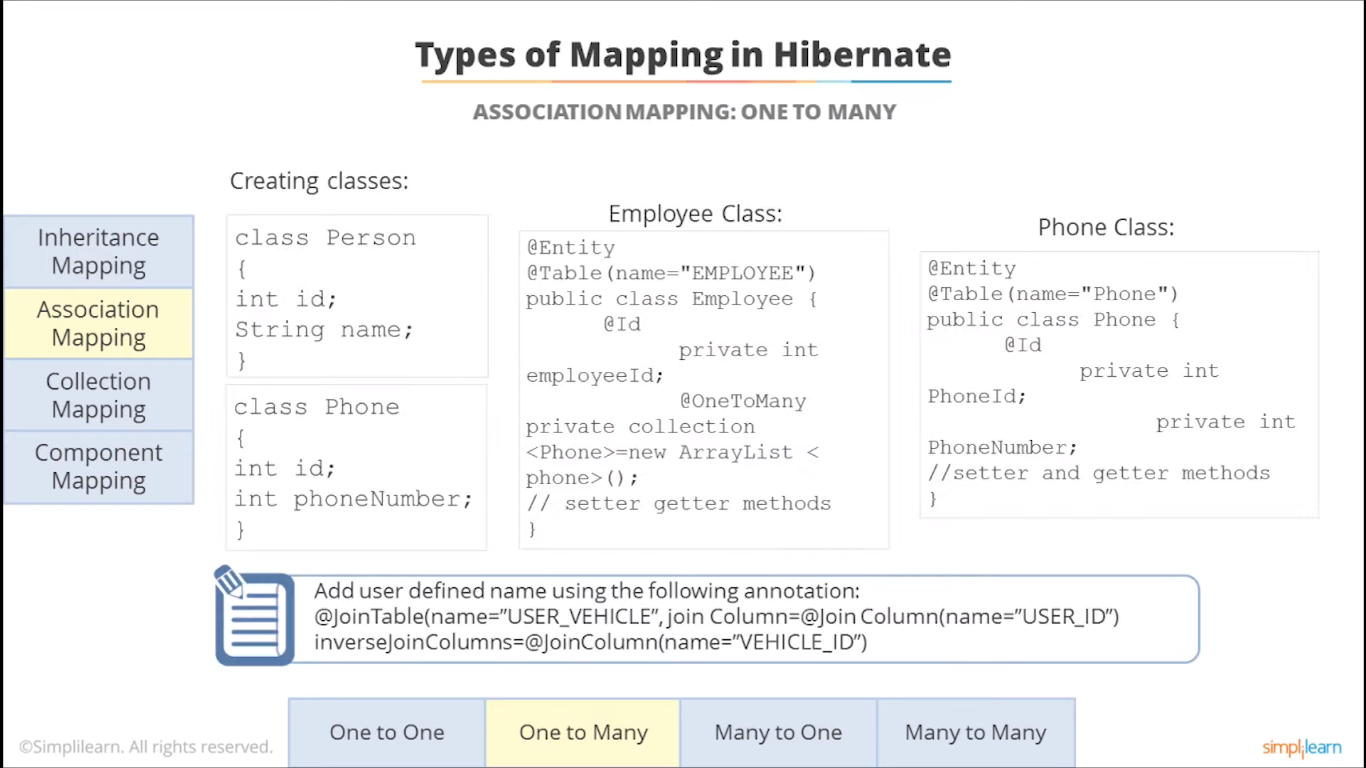 Types of Mapping in Hibernate
ASSOCIATION MAPPING: ONE TO MANY
Inheritance
Mapping
Association
Mapping
Collection
Mapping
Component
Mapping
Creating classes:
class Person
{
int id;
String name;
}
class Phone
{
int id;
int phoneNumber;
}
Employee Class:
@Entity
@Table(name="EMPLOYEE")
public class Employee {
@Id
private int
employeeId;
@OneToMany
private collection
<Phone>=new ArrayList <
phone>();
// setter getter methods
}
Phone Class:
@Entity
@Table(name="Phone")
public class Phone {
@Id
private int
PhoneId;
private int
PhoneNumber;
//setter and getter methods
}
Add user defined name using the following annotation:
@JoinTable(name=”USER_VEHICLE”, join Column=@Join Column(name=”USER_ID”)
inverseJoinColumns=@JoinColumn(name=”VEHICLE_ID”)
One to One
One to Many
Many to One
Many to Many
©Simplilearn. All rights reserved.
simplilearn